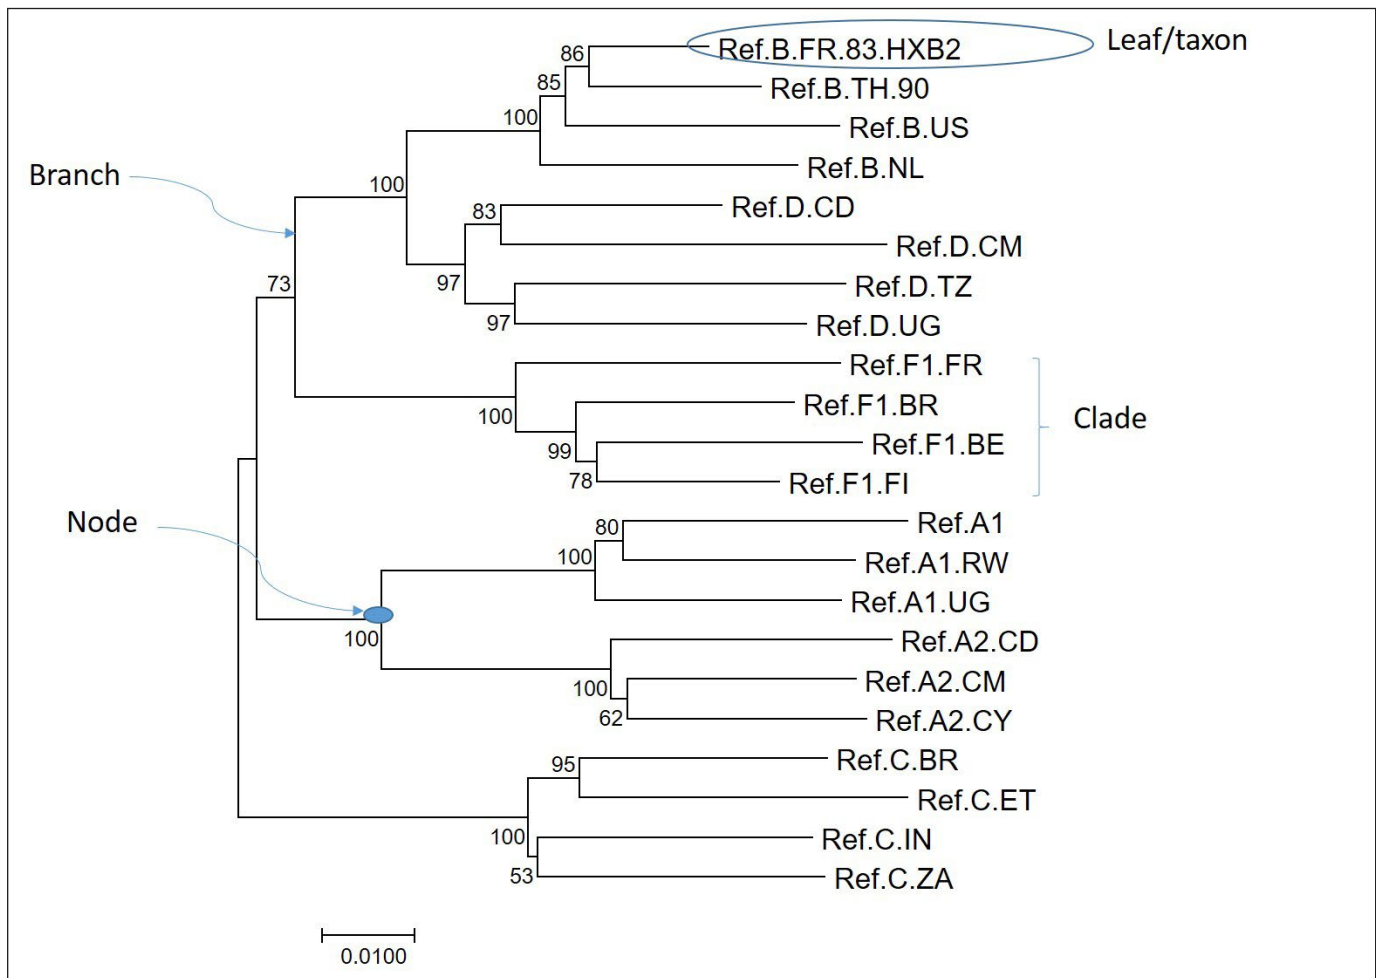 Ref.B.FR.83.HXB2
Leaf/taxon
86
Ref.B.TH.90
85
100
Ref.B.US
Ref.B.NL
Branch
100
83
Ref.D.CD
Ref.D.CM
97
73
Ref.D.TZ
97
Ref.D.UG
Ref.F1.FR
100
Ref.F1.BR
Clade
99
Ref.F1.BE
78
Ref.F1.FI
Node
80
Ref.A1
100
Ref.A1.RW
Ref.A1.UG
100
Ref.A2.CD
100
Ref.A2.CM
62
Ref.A2.CY
95
Ref.C.BR
Ref.C.ET
100
Ref.C.IN
53
Ref.C.ZA
0.0100